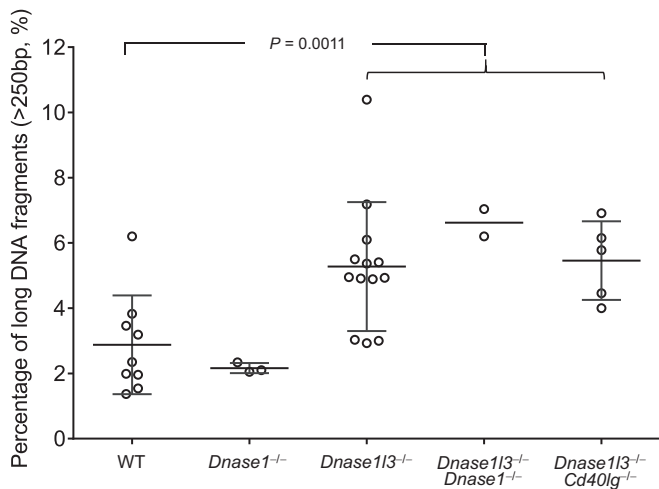 Percentage of long DNA fragments (>250bp, %)
P = 0.0011
12
10
8
6
4
2
0
WT
Dnase1–/–
Dnase1l3–/–
Dnase1l3–/–
Dnase1–/–
Dnase1l3–/–
Cd40lg–/–